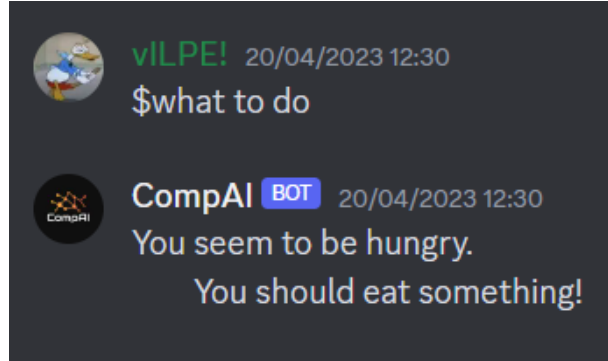 vILPE! 20/04/2023 12:30
$what to do
CompAI
CompAI BOT 20/04/2023 12:30
You seem to be hungry.
You should eat something!